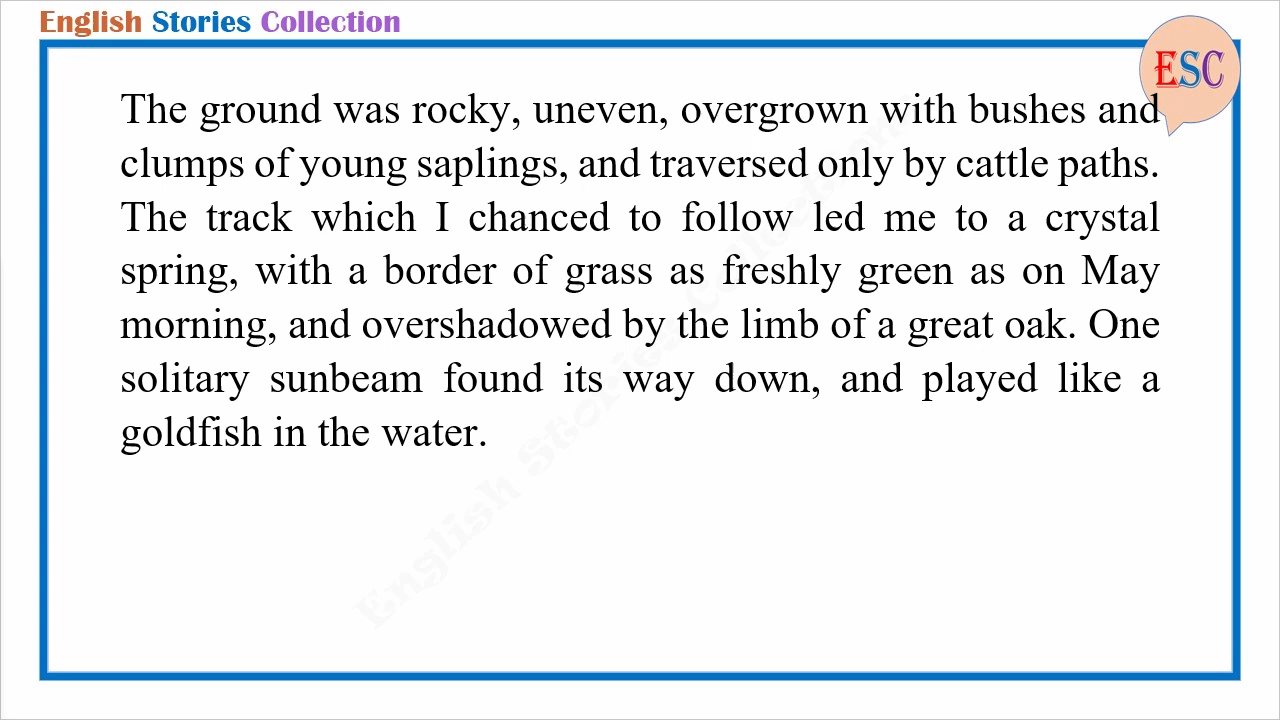 English Stories Collection
ESC
The ground was rocky, uneven, overgrown with bushes and
clumps of young saplings, and traversed only by cattle paths.
The track which I chanced to follow led me to a crystal
spring, with a border of grass as freshly green as on May
morning, and overshadowed by the limb of a great oak. One
solitary sunbeam found its way down, and played like a
goldfish in the water.
English Stories Collection